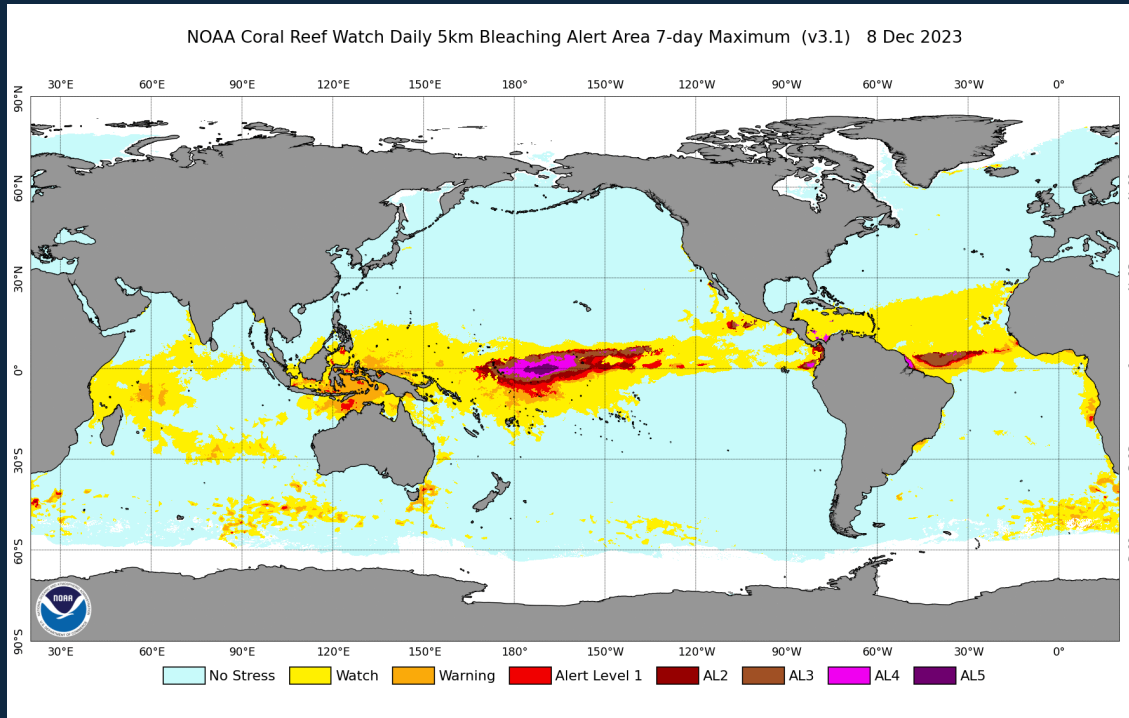 NOAA Coral Reef Watch Daily 5km Bleaching Alert Area 7-day Maximum (v3.1) 8 Dec 2023
30°E 60°E 90°E 120°E 150°E 180° 150°W 120°W 90°W 60°W 30°W 0°
90°N
60°N
30°N
0°
30°S
60°S
90°S
NOAA
30°E 60°E 90°E 120°E 150°E 180° 150°W 120°W 90°W 60°W 30°W 0°
No Stress Watch Warning Alert Level 1 AL2 AL3 AL4 AL5